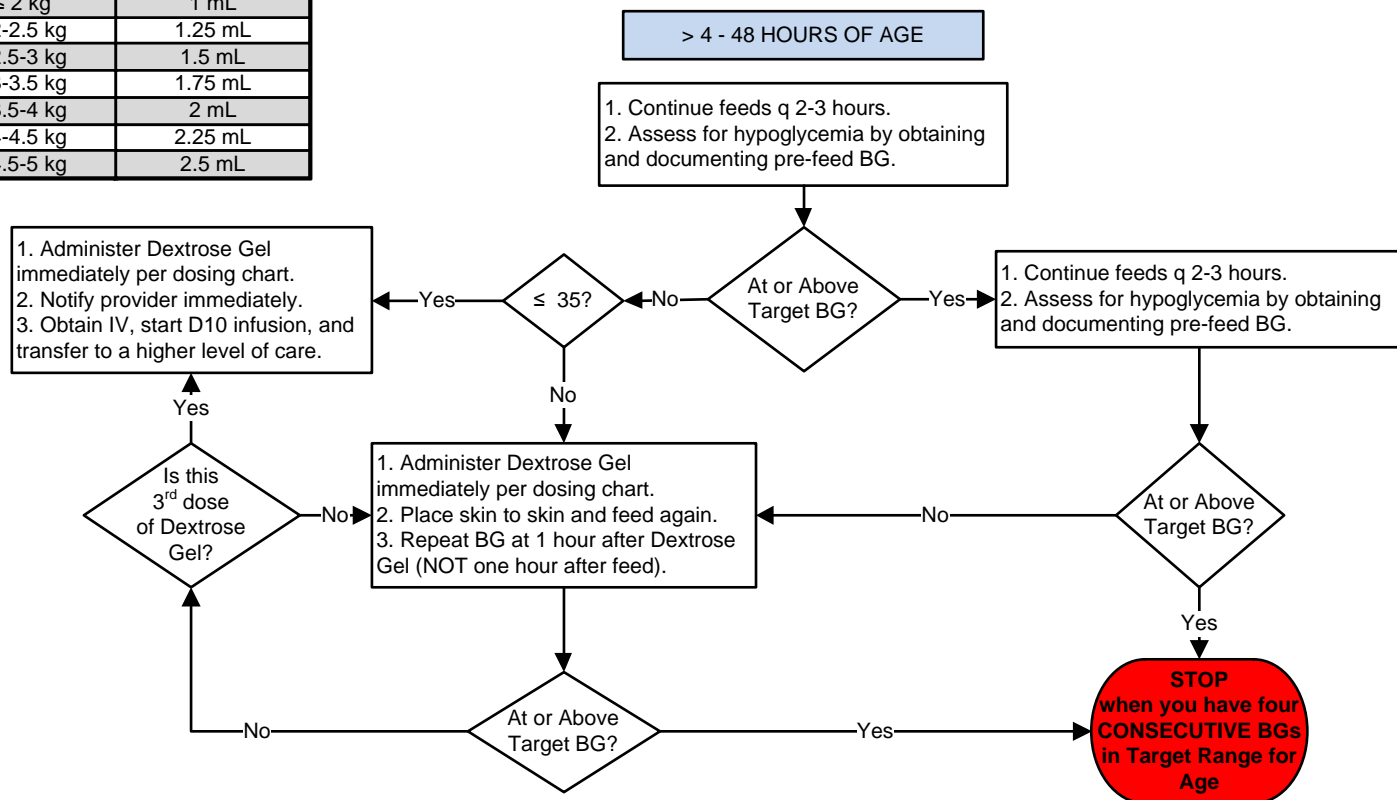 ≤ 2 kg 1 mL
-2.5 kg 1.25 mL
.5-3 kg 1.5 mL
-3.5 kg 1.75 mL
.5-4 kg 2 mL
-4.5 kg 2.25 mL
.5-5 kg 2.5 mL
> 4 - 48 HOURS OF AGE
1. Continue feeds q 2-3 hours.
2. Assess for hypoglycemia by obtaining
and documenting pre-feed BG.
At or Above
Target BG?
No
Yes
≤ 35?
Yes
No
1. Administer Dextrose Gel
immediately per dosing chart.
2. Notify provider immediately.
3. Obtain IV, start D10 infusion, and
transfer to a higher level of care.
1. Continue feeds q 2-3 hours.
2. Assess for hypoglycemia by obtaining
and documenting pre-feed BG.
Yes
Is this
3rd dose
of Dextrose
Gel?
No
1. Administer Dextrose Gel
immediately per dosing chart.
2. Place skin to skin and feed again.
3. Repeat BG at 1 hour after Dextrose
Gel (NOT one hour after feed).
No
At or Above
Target BG?
Yes
No
At or Above
Target BG?
Yes
STOP
when you have four
CONSECUTIVE BGs
in Target Range for
Age